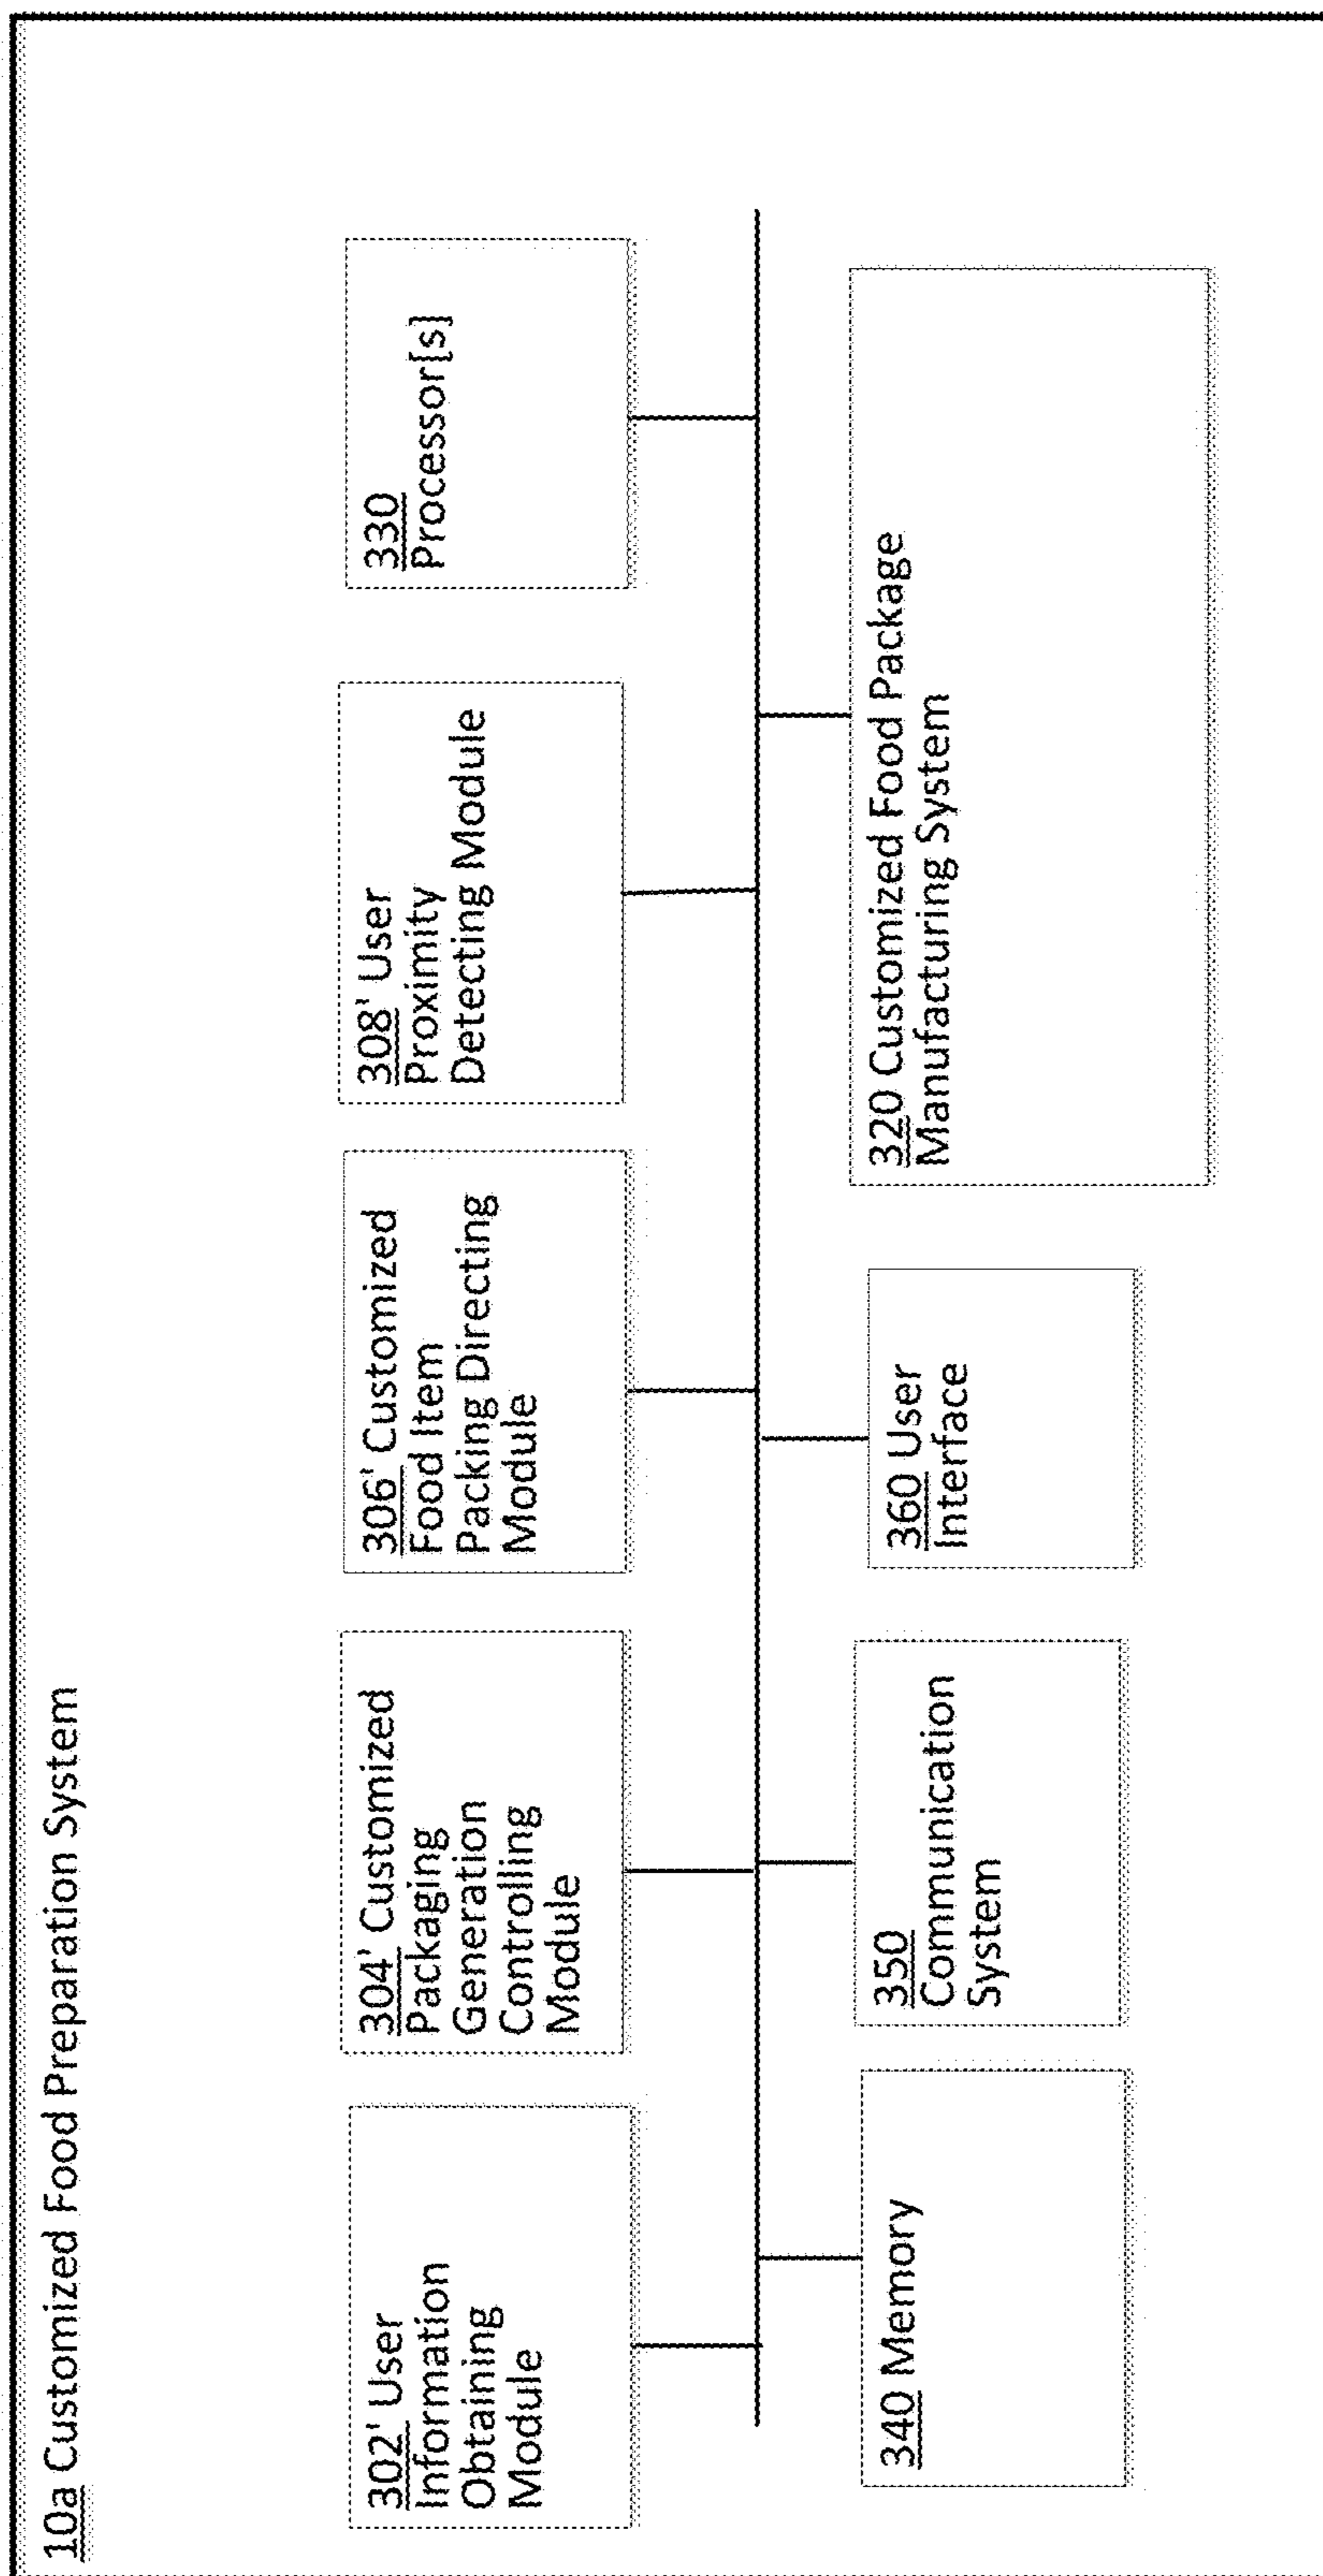 10a Customized Food Preparation System
302' User
Information
Obtaining
Module
304' Customized
Packaging
Generation
Controlling
Module
306' Customized
Food Item
Packing Directing
Module
308' User
Proximity
Detecting Module
330
Processor[s]
340 Memory
350
Communication
System
360 User
Interface
320 Customized Food Package
Manufacturing System